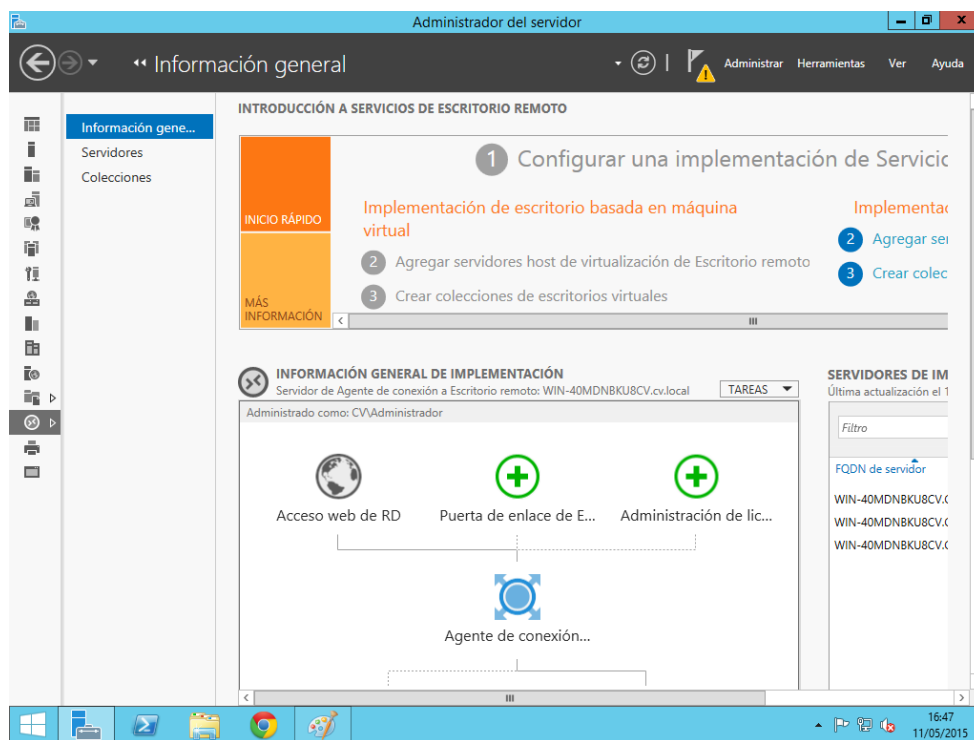 Administrador del servidor
Información general
Administrar Herramientas Ver Ayuda
Información gene...
Servidores
Colecciones
INTRODUCCIÓN A SERVICIOS DE ESCRITORIO REMOTO
INICIO RÁPIDO
MÁS
INFORMACIÓN
1 Configurar una implementación de Servicic
Implementación de escritorio basada en máquina
virtual
2 Agregar servidores host de virtualización de Escritorio remoto
3 Crear colecciones de escritorios virtuales
Implementac
2 Agregar ser
3 Crear colec
INFORMACIÓN GENERAL DE IMPLEMENTACIÓN
Servidor de Agente de conexión a Escritorio remoto: WIN-40MDNBKU8CV.cv.local
TAREAS
Administrado como: CV\Administrador
Acceso web de RD
Puerta de enlace de E...
Administración de lic...
Agente de conexión...
SERVIDORES DE IM
Última actualización el 1
Filtro
FQDN de servidor
WIN-40MDNBKU8CV.c
WIN-40MDNBKU8CV.c
WIN-40MDNBKU8CV.c
16:47
11/05/2015